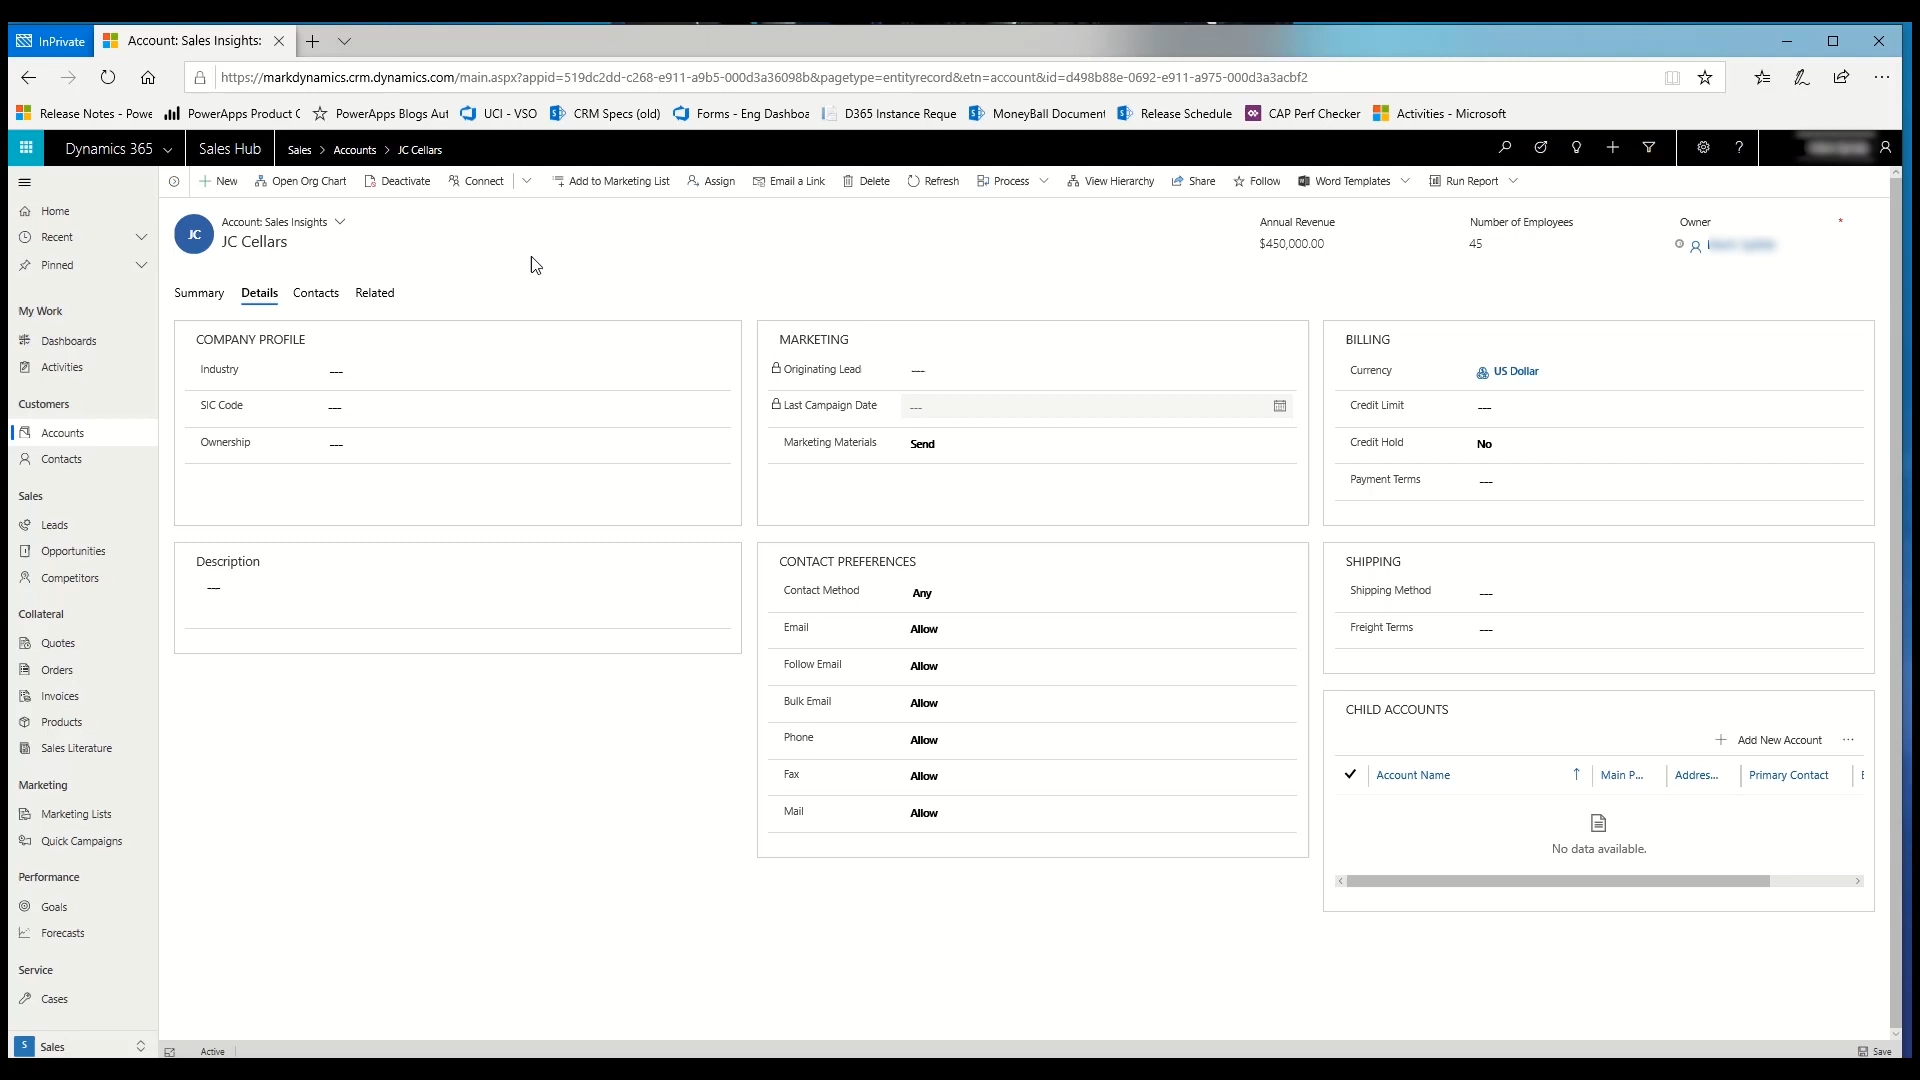 InPrivate
Account: Sales Insights:
https://markdynamics.crm.dynamics.com/main.aspx?appid=519dc2dd-c268-e911-a9b5-000d3a36098b&pagetype=entityrecord&etn=account&id=d498b88e-0692-e911-a975-000d3a3acbf2
Release Notes - Powe PowerApps Product C PowerApps Blogs Aut UCI - VSO CRM Specs (old) Forms - Eng Dashboa D365 Instance Reque MoneyBall Document Release Schedule CAP Perf Checker Activities - Microsoft
Dynamics 365 Sales Hub Sales > Accounts > JC Cellars
New Open Org Chart Deactivate Connect Add to Marketing List Assign Email a Link Delete Refresh Process View Hierarchy Share Follow Word Templates Run Report
Home
Recent
Pinned
My Work
Dashboards
Activities
Customers
Accounts
Contacts
Sales
Leads
Opportunities
Competitors
Collateral
Quotes
Orders
Invoices
Products
Sales Literature
Marketing
Marketing Lists
Quick Campaigns
Performance
Goals
Forecasts
Service
Cases
S Sales
JC
Account: Sales Insights
JC Cellars
Annual Revenue
$450,000.00
Number of Employees
45
Owner *
Summary Details Contacts Related
COMPANY PROFILE
Industry ---
SIC Code ---
Ownership ---
Description
---
MARKETING
Originating Lead ---
Last Campaign Date ---
Marketing Materials Send
CONTACT PREFERENCES
Contact Method Any
Email Allow
Follow Email Allow
Bulk Email Allow
Phone Allow
Fax Allow
Mail Allow
BILLING
Currency US Dollar
Credit Limit ---
Credit Hold No
Payment Terms ---
SHIPPING
Shipping Method ---
Freight Terms ---
CHILD ACCOUNTS
+ Add New Account ...
Account Name ↑ Main P... Addres... Primary Contact
No data available.
Active
Save